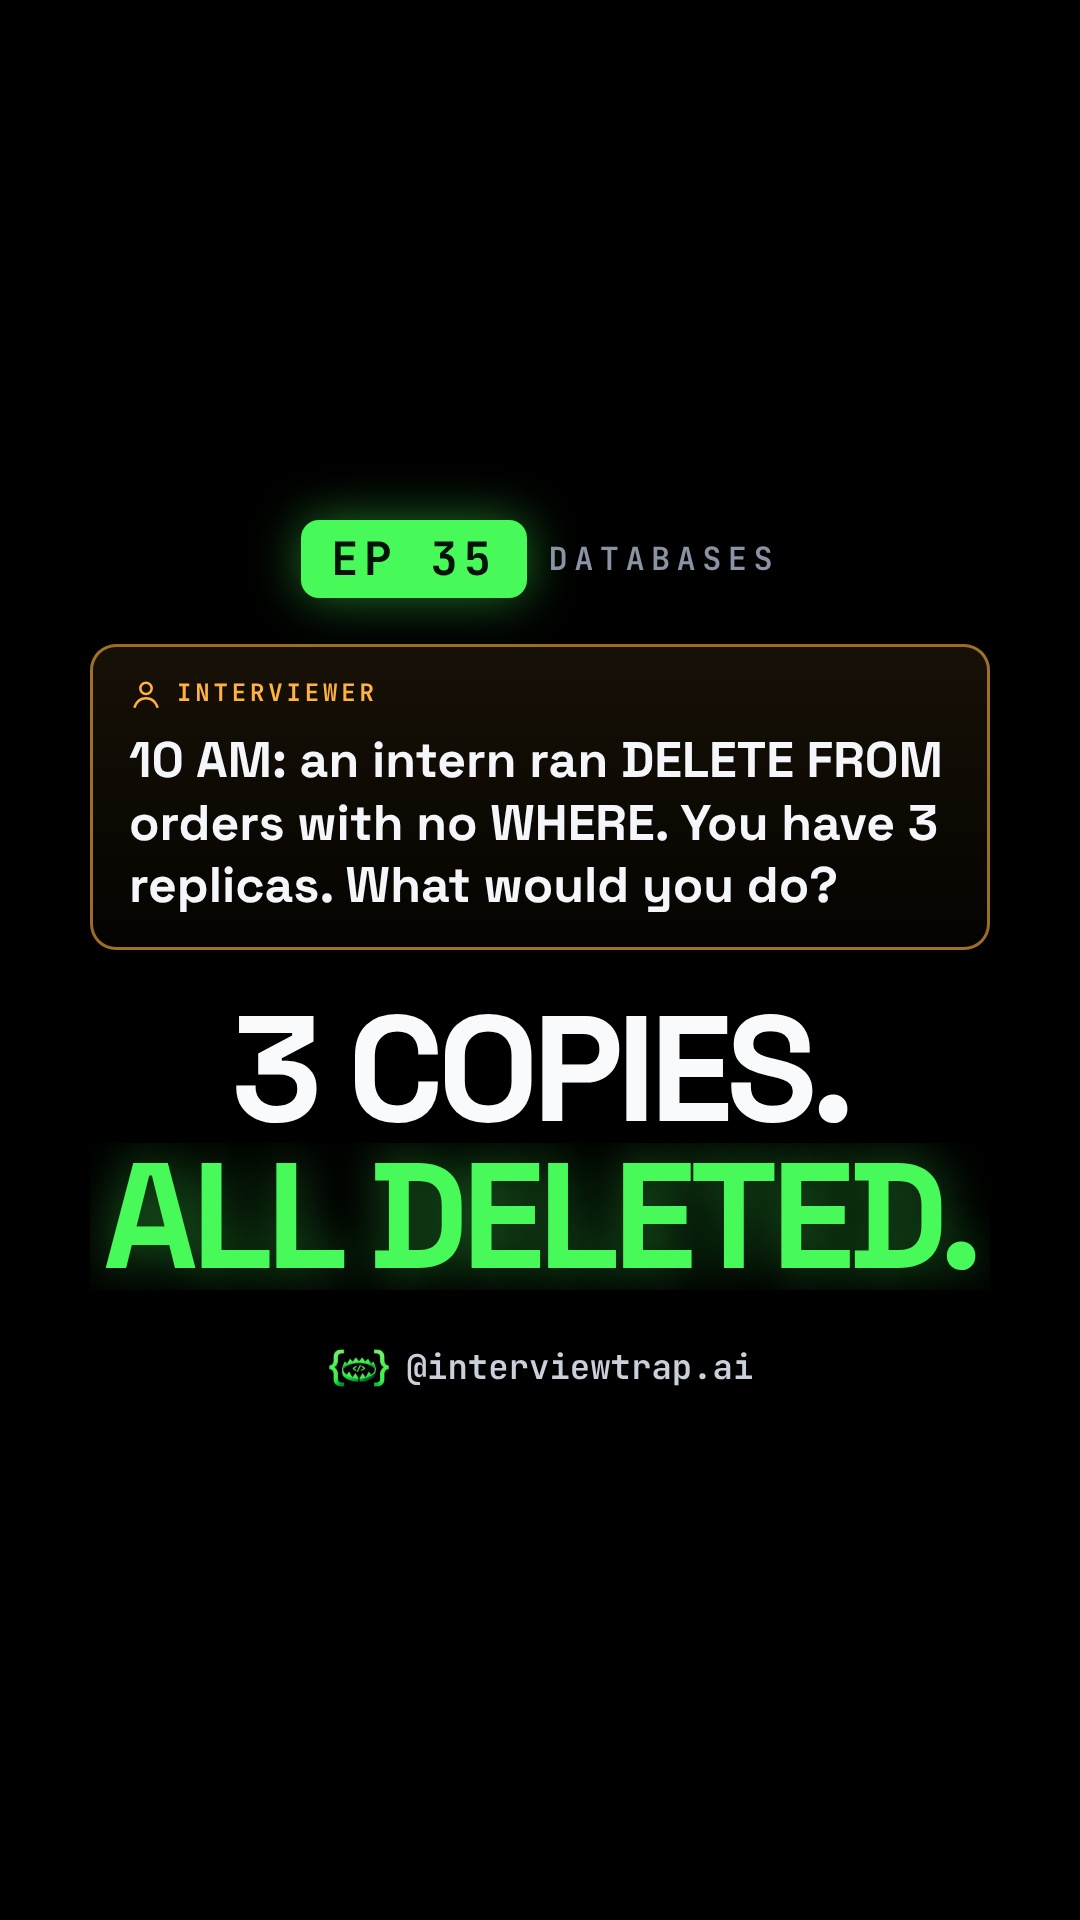 EP 35
DATABASES
INTERVIEWER
10 AM: an intern ran DELETE FROM
orders with no WHERE. You have 3
replicas. What would you do?
3 COPIES.
ALL DELETED.
{</>} @interviewtrap.ai